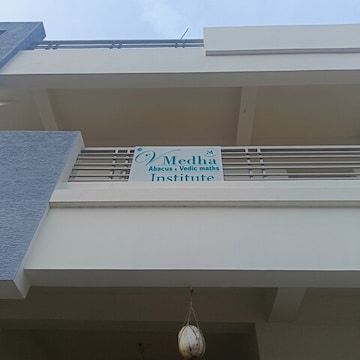 V Medha
Abacus & Vedic maths
Institute